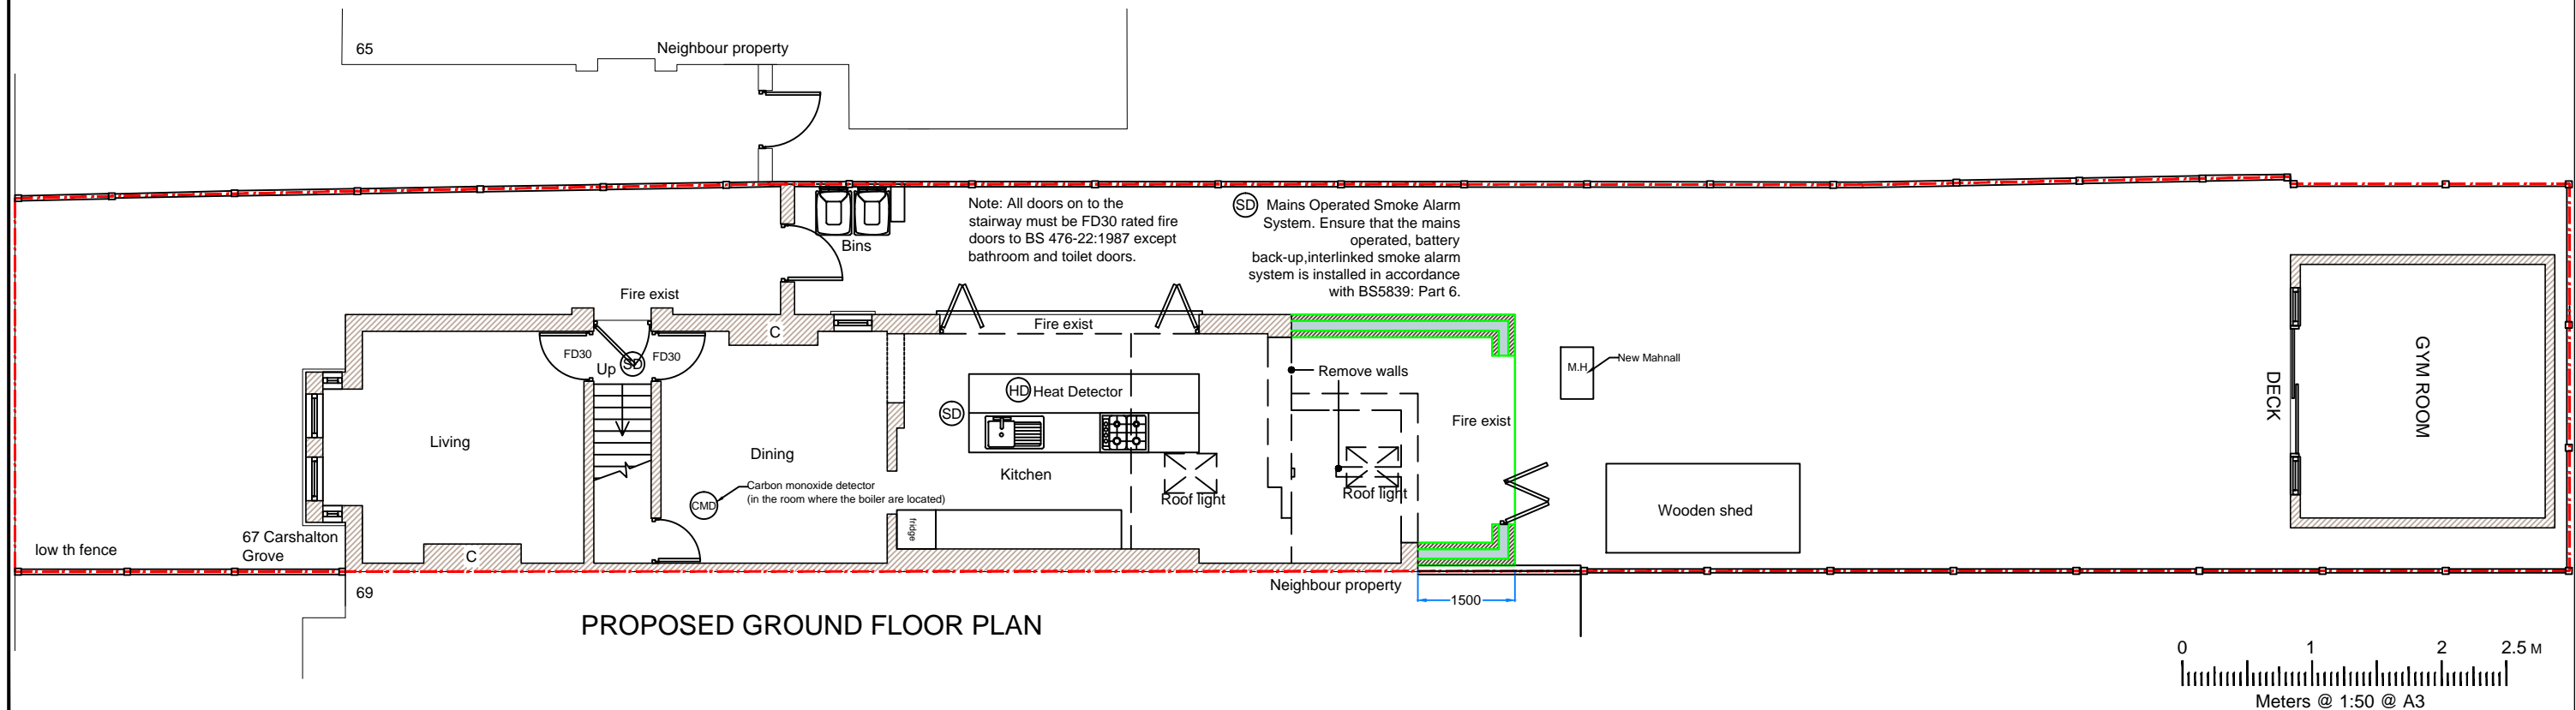 65
Neighbour property
Note: All doors on to the
stairway must be FD30 rated fire
doors to BS 476-22:1987 except
bathroom and toilet doors.
SD
Mains Operated Smoke Alarm
System. Ensure that the mains
operated, battery
back-up,interlinked smoke alarm
system is installed in accordance
with BS5839: Part 6.
Bins
Fire exist
C
Fire exist
FD30
Up
SD
FD30
Remove walls
M.H
New Mahnall
DECK
GYM ROOM
HD
Heat Detector
SD
Fire exist
Living
Dining
Kitchen
Roof light
Roof light
CMD
Carbon monoxide detector
(in the room where the boiler are located)
fridge
Wooden shed
low th fence
67 Carshalton
Grove
C
69
Neighbour property
1500
PROPOSED GROUND FLOOR PLAN
0 1 2 2.5 M
Meters @ 1:50 @ A3